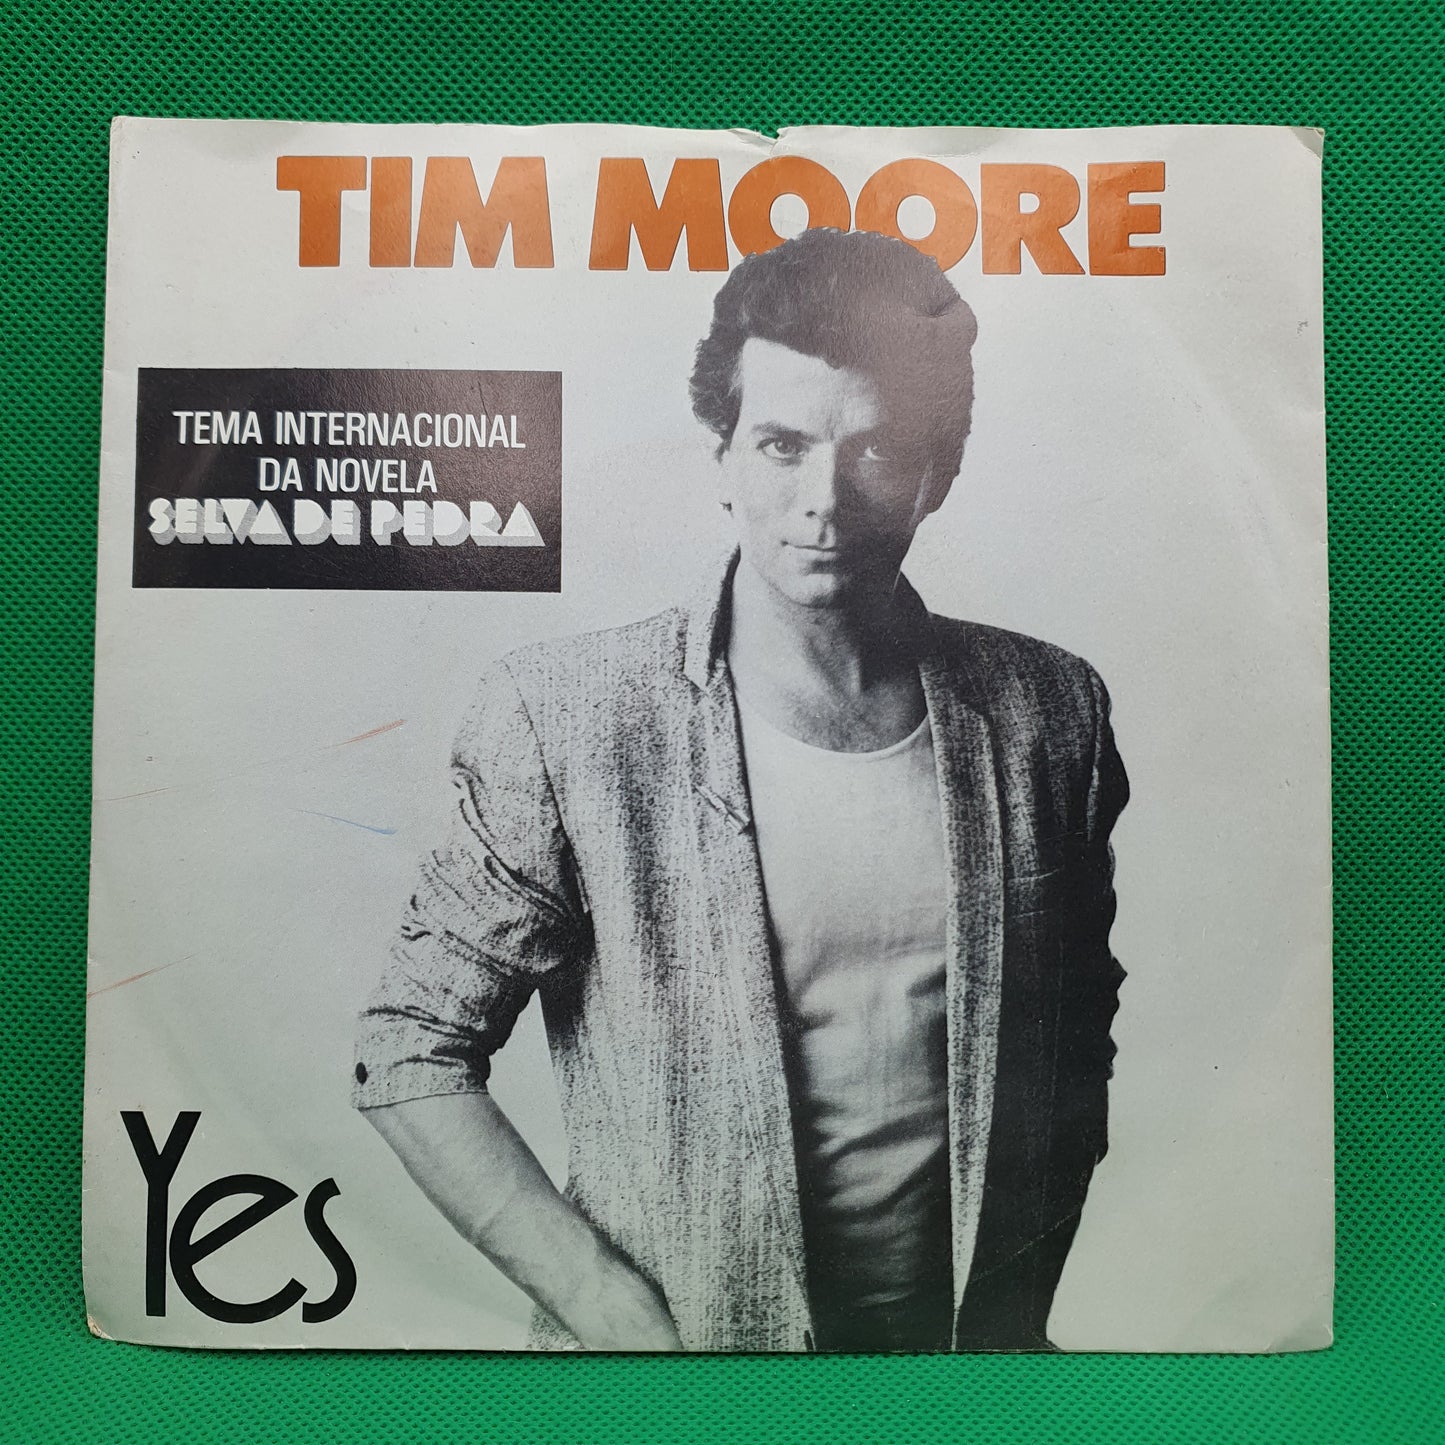 TIM MOORE
TEMA INTERNACIONAL
DA NOVELA
SELVA DE PEDRA
Yes